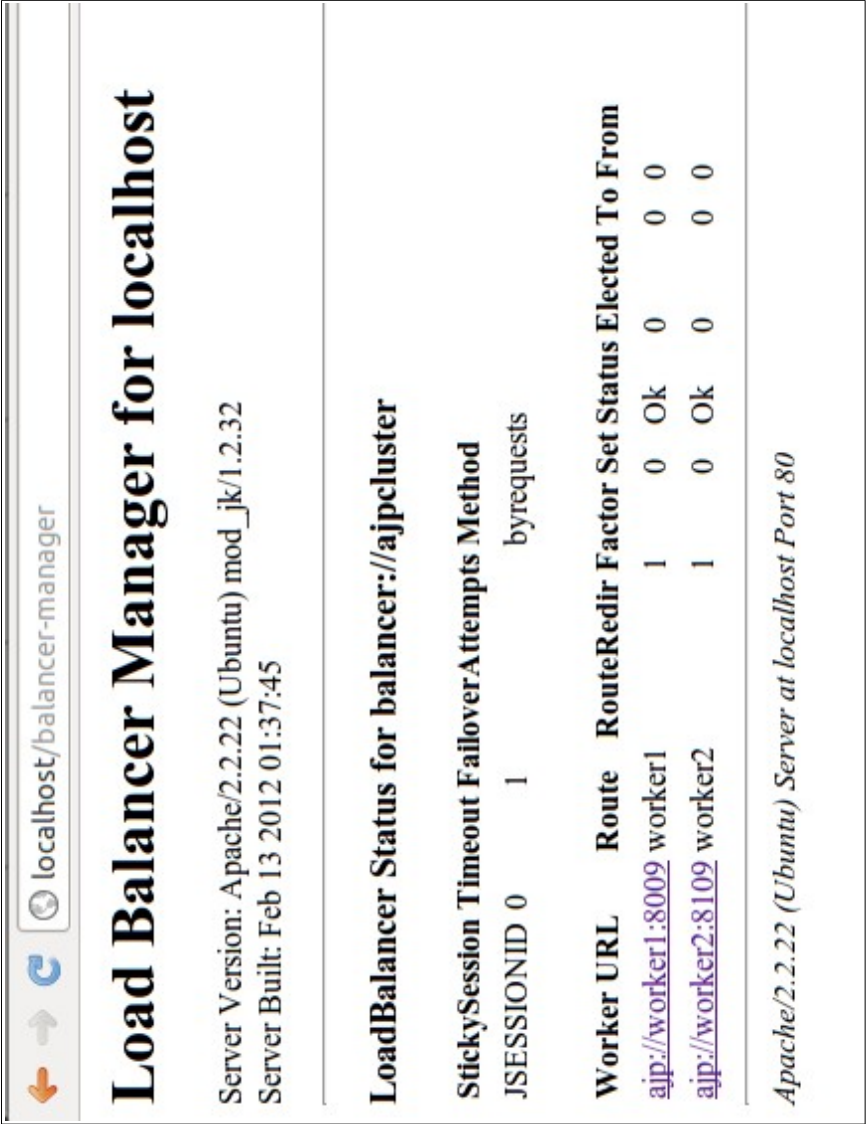 localhost/balancer-manager
Load Balancer Manager for localhost
Server Version: Apache/2.2.22 (Ubuntu) mod_jk/1.2.32
Server Built: Feb 13 2012 01:37:45
LoadBalancer Status for balancer://ajpcluster
StickySession Timeout FailoverAttempts Method
JSESSIONID 0 1 byrequests
Worker URL Route RouteRedir Factor Set Status Elected To From
ajp://worker1:8009 worker1 1 0 Ok 0 0 0
ajp://worker2:8109 worker2 1 0 Ok 0 0 0
Apache/2.2.22 (Ubuntu) Server at localhost Port 80